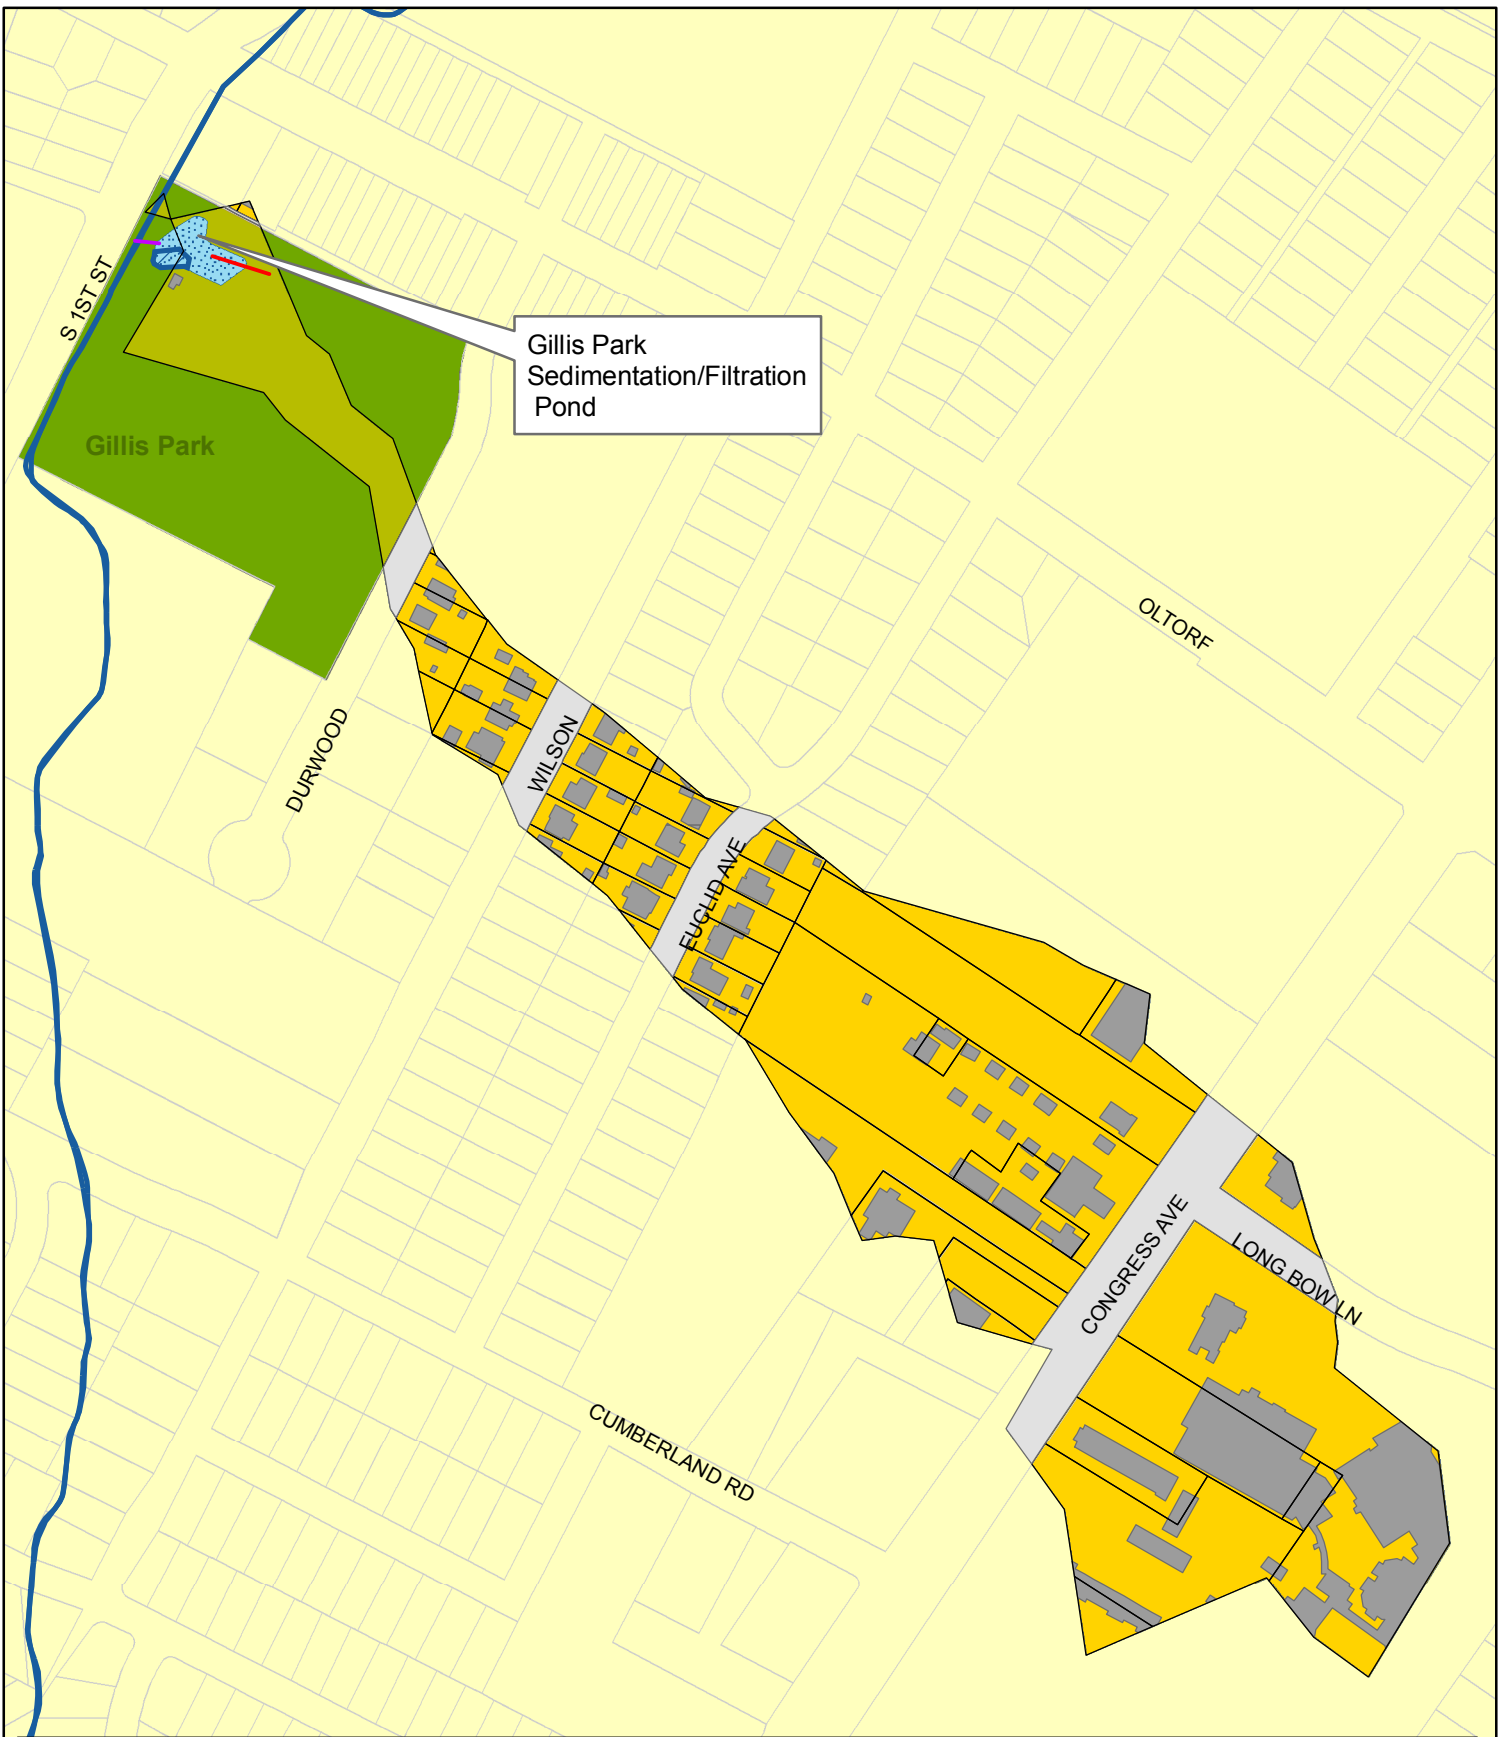 S 1ST ST
Gillis Park
Sedimentation/Filtration
Pond
Gillis Park
OLTORF
DURWOOD
WILSON
EUCLID AVE
CONGRESS AVE
LONG BOW LN
CUMBERLAND RD